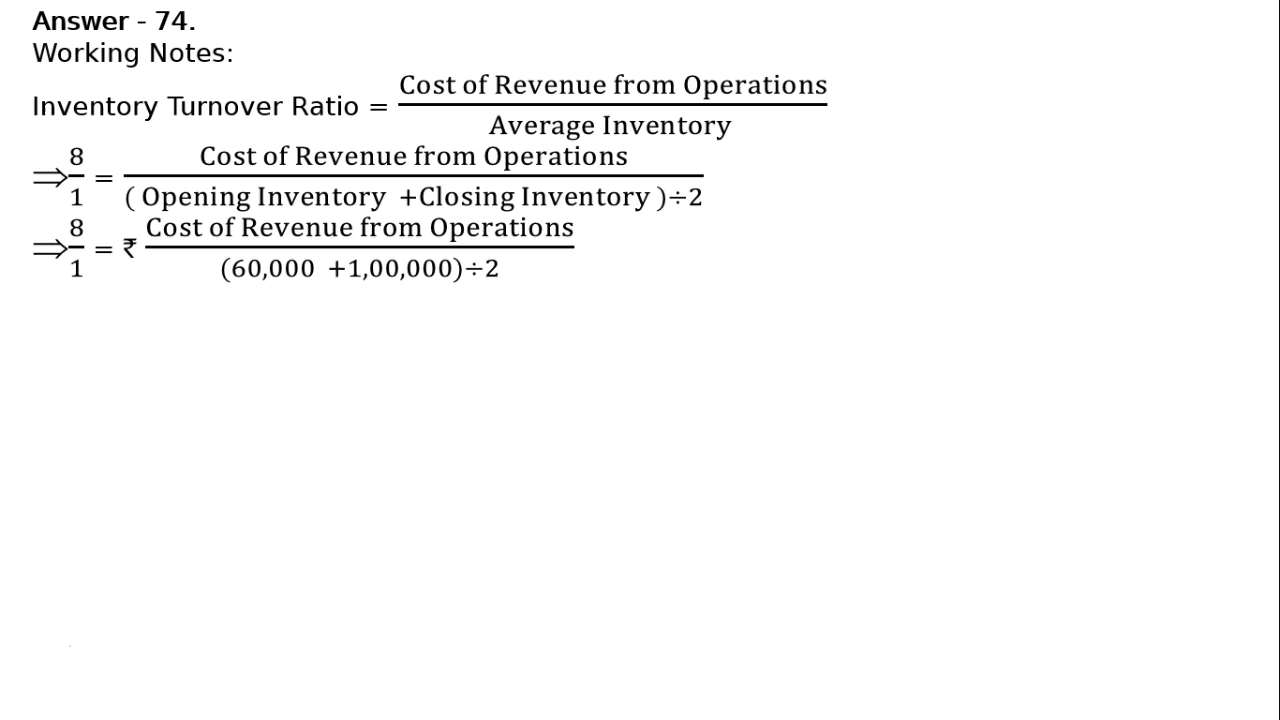 Answer - 74.
Working Notes:
Inventory Turnover Ratio = Cost of Revenue from Operations / Average Inventory
⇒ 8/1 = Cost of Revenue from Operations / ( Opening Inventory +Closing Inventory )÷2
⇒ 8/1 = ₹ Cost of Revenue from Operations / (60,000 +1,00,000)÷2